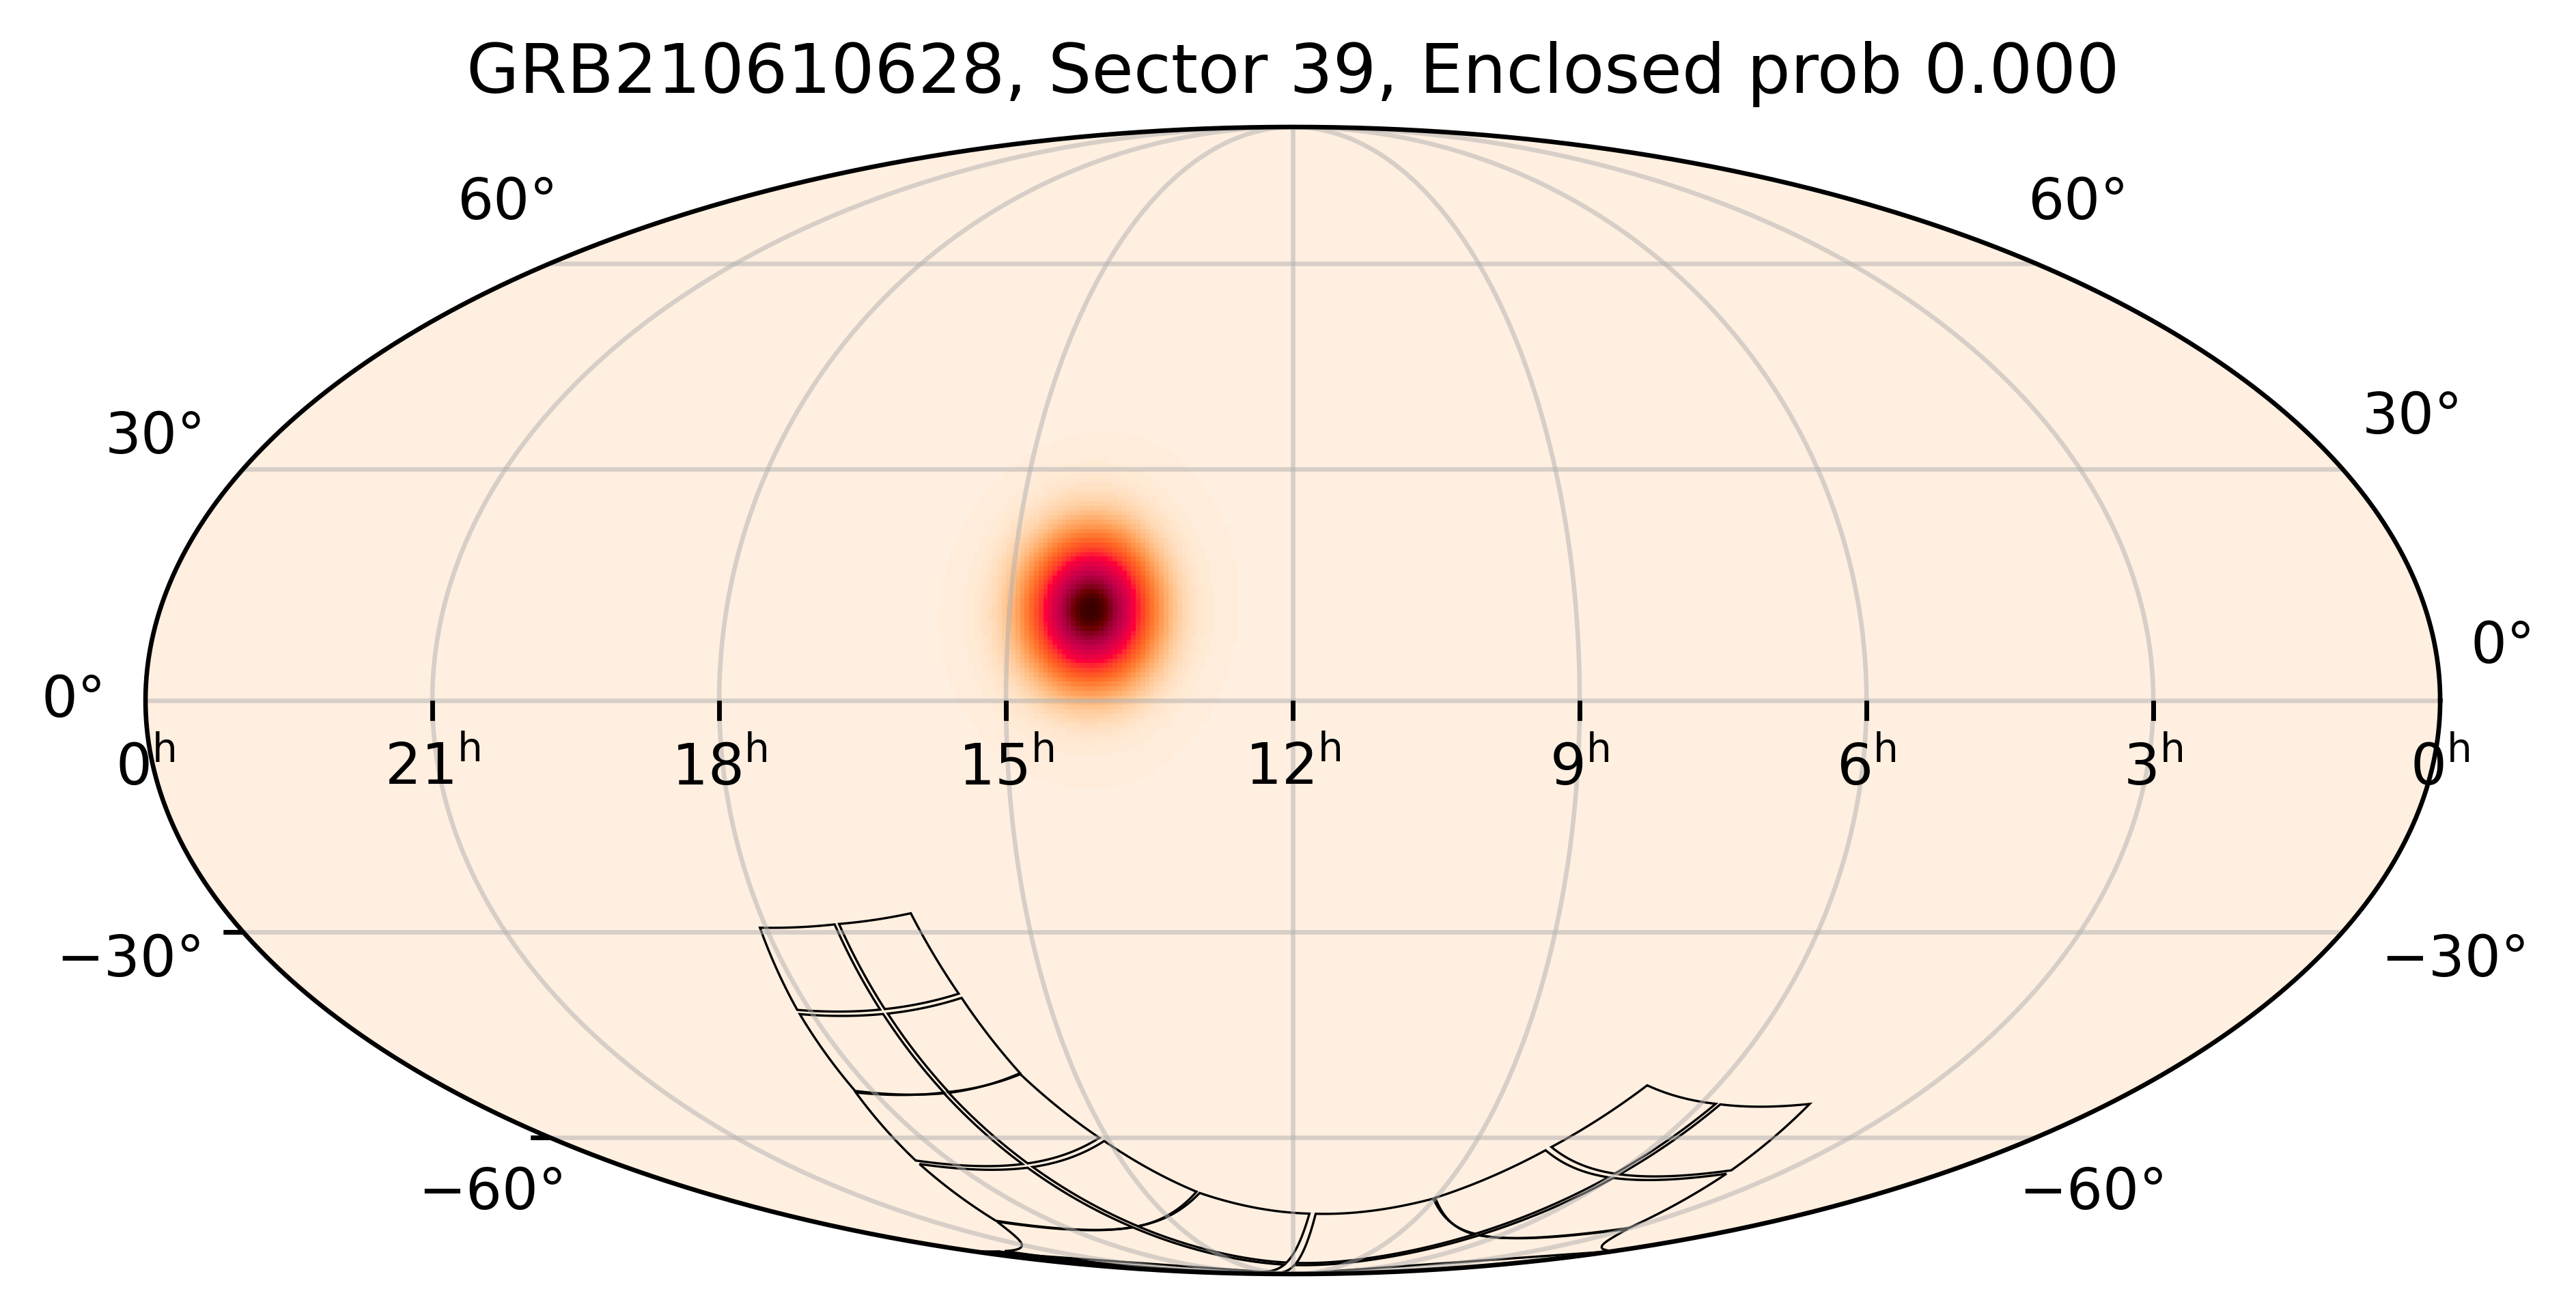 GRB210610628, Sector 39, Enclosed prob 0.000
60° 60°
30° 30°
0° 0°
0ʰ 21ʰ 18ʰ 15ʰ 12ʰ 9ʰ 6ʰ 3ʰ 0ʰ
−30° −30°
−60° −60°